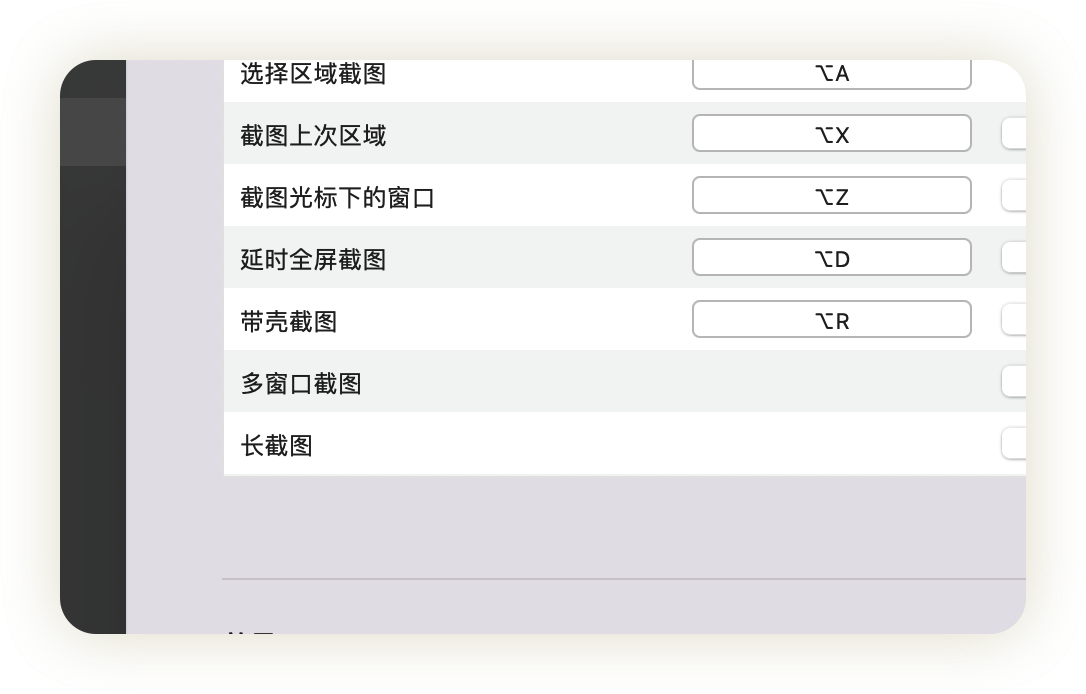 选择区域截图 ⌥A
截图上次区域 ⌥X
截图光标下的窗口 ⌥Z
延时全屏截图 ⌥D
带壳截图 ⌥R
多窗口截图
长截图